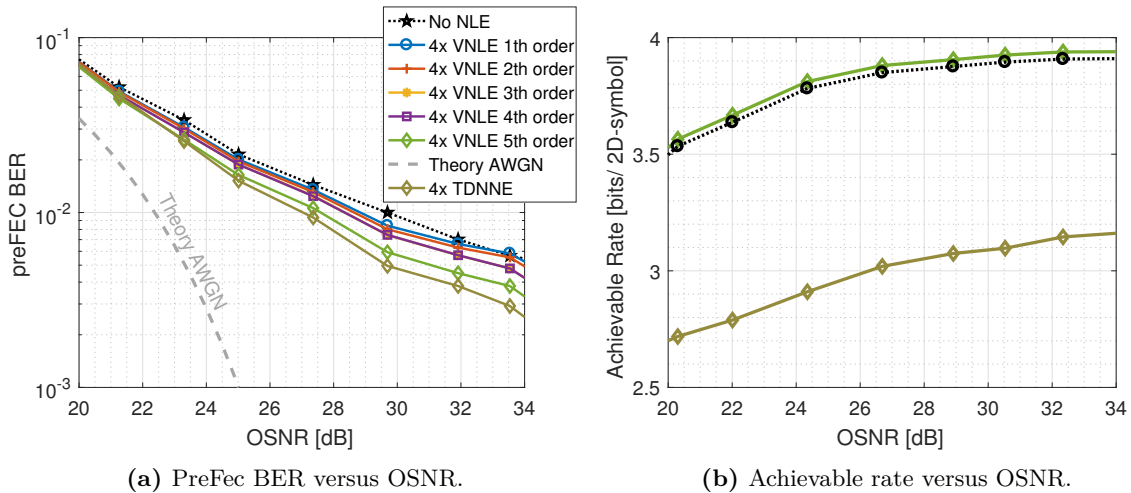 No NLE
4x VNLE 1th order
4x VNLE 2th order
4x VNLE 3th order
4x VNLE 4th order
4x VNLE 5th order
Theory AWGN
4x TDNNE
10-1
10-2
10-3
preFEC BER
Theory AWGN
20 22 24 26 28 30 32 34
OSNR [dB]
(a) PreFec BER versus OSNR.
4
3.5
3
2.5
Achievable Rate [bits/ 2D-symbol]
20 22 24 26 28 30 32 34
OSNR [dB]
(b) Achievable rate versus OSNR.